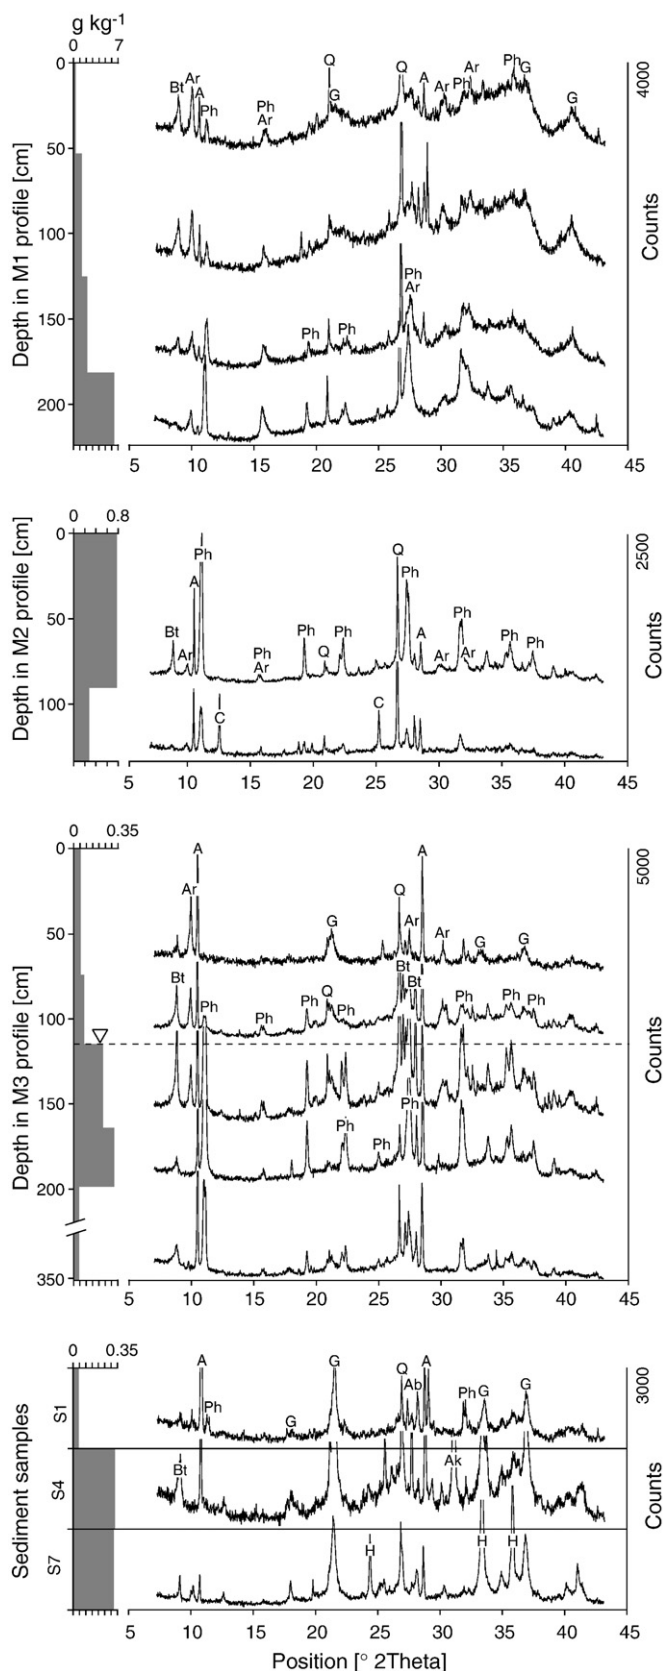 g kg⁻¹
0 7
Depth in M1 profile [cm]
0
50
100
150
200
Bt Ar A Ph Ph Ar Q G Q A Ar Ph Ar Ph G G
Ph Ph Ph Ar
4000
Counts
5 10 15 20 25 30 35 40 45
0 0.8
Depth in M2 profile [cm]
0
50
100
Bt Ar A Ph Ph Ar Ph Q Ph Q Ph A Ar Ph Ar Ph Ph
C C
2500
Counts
5 10 15 20 25 30 35 40 45
0 0.35
Depth in M3 profile [cm]
0
50
100
150
200
350
Ar A G Q Ar A Ar G G
Bt Ph Ph Ph Q Ph Bt Bt Ph Ph Ph
Ph Ph Ph
5000
Counts
5 10 15 20 25 30 35 40 45
0 0.35
Sediment samples
S1
S4
S7
A Ph G G Q Ab A Ph G G
Bt Ak
H H H
3000
Counts
5 10 15 20 25 30 35 40 45
Position [° 2Theta]